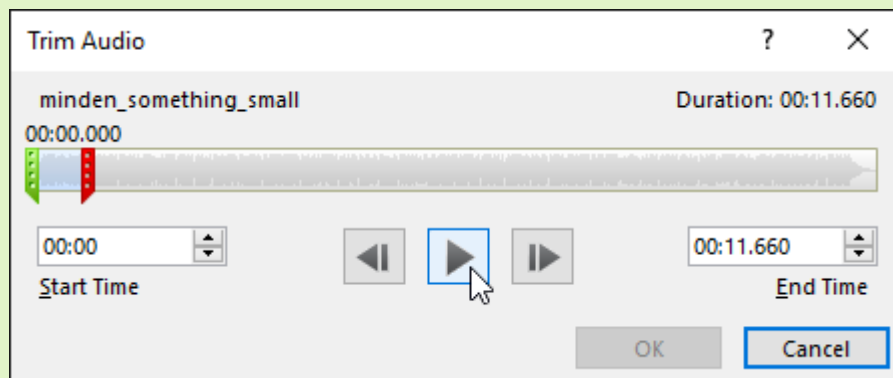 Trim Audio ?
minden_something_small Duration: 00:11.660
00:00.000
00:00 00:11.660
Start Time End Time
OK Cancel